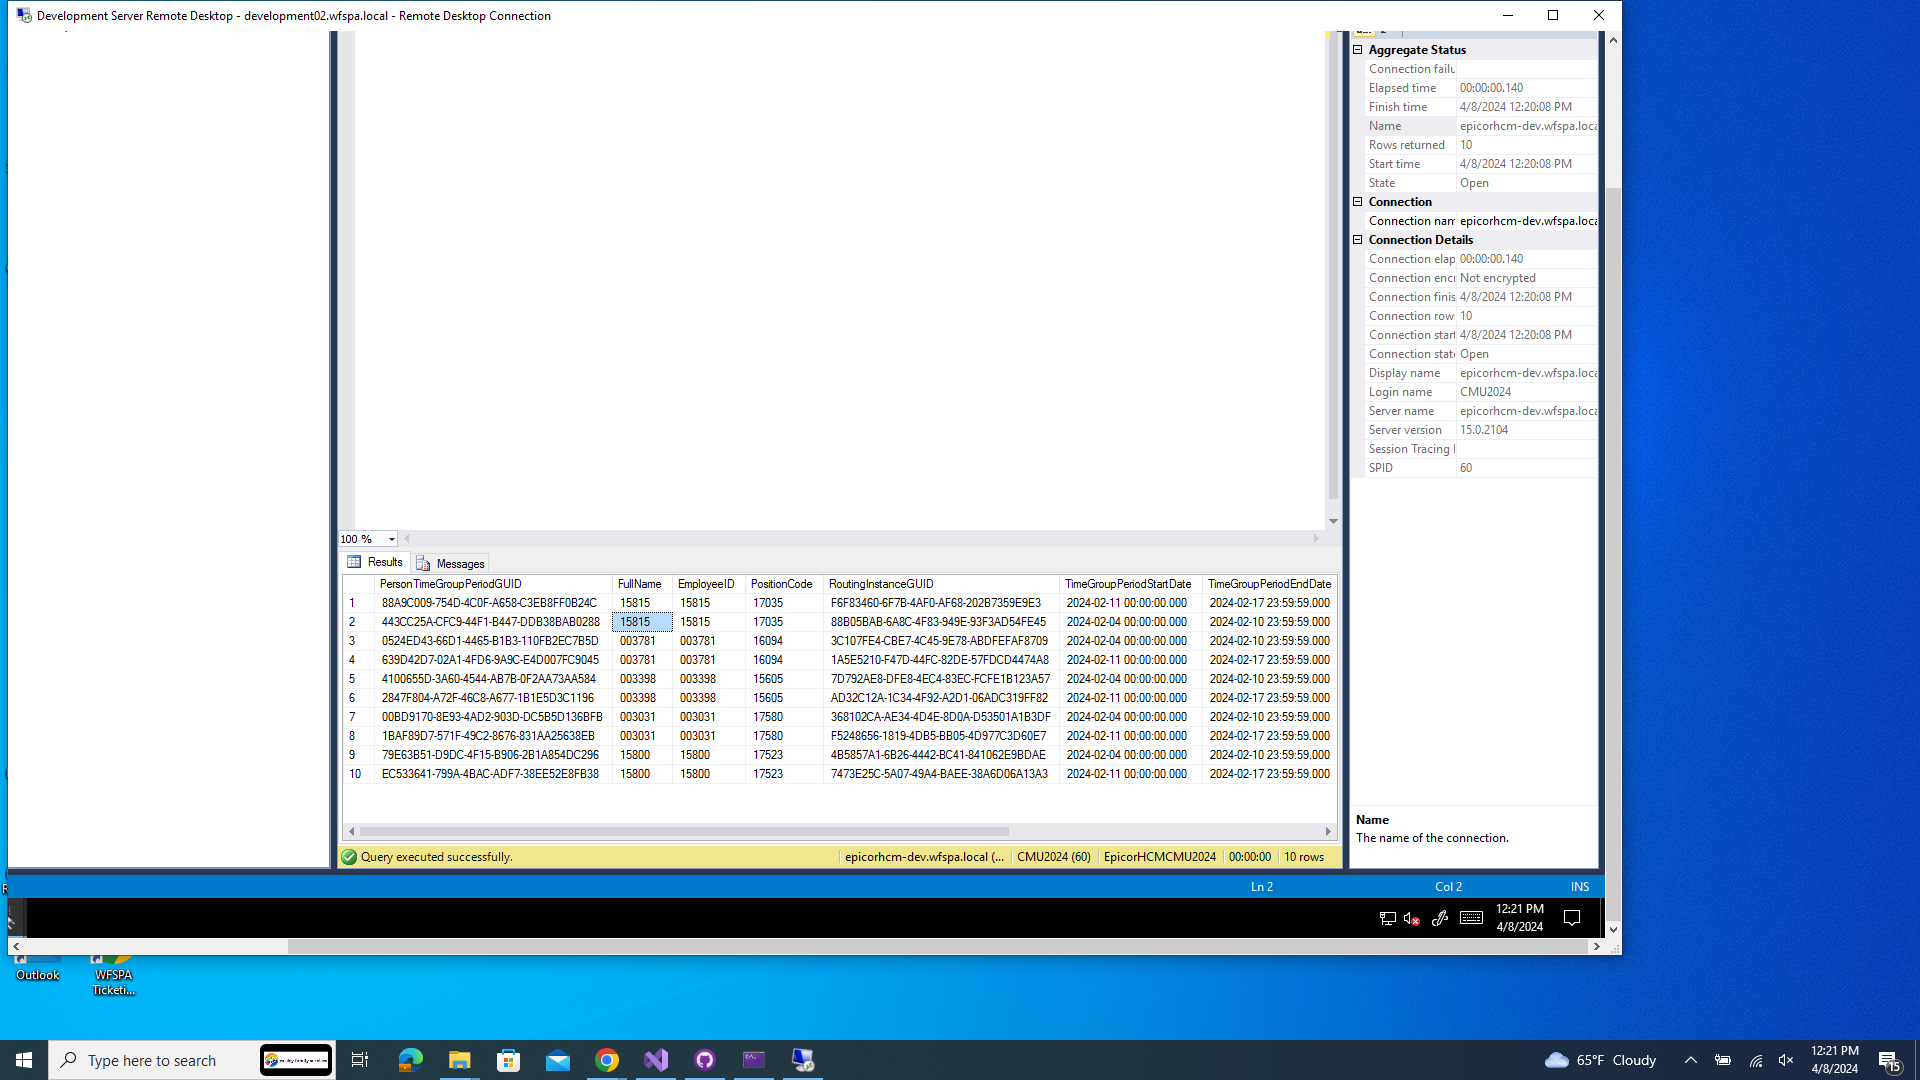 Development Server Remote Desktop - development02.wfspa.local - Remote Desktop Connection
Aggregate Status
Connection failu
Elapsed time 00:00:00.140
Finish time 4/8/2024 12:20:08 PM
Name epicorhcm-dev.wfspa.loca
Rows returned 10
Start time 4/8/2024 12:20:08 PM
State Open
Connection
Connection nam epicorhcm-dev.wfspa.loca
Connection Details
Connection elap 00:00:00.140
Connection encr Not encrypted
Connection finis 4/8/2024 12:20:08 PM
Connection row 10
Connection start 4/8/2024 12:20:08 PM
Connection state Open
Display name epicorhcm-dev.wfspa.loca
Login name CMU2024
Server name epicorhcm-dev.wfspa.loca
Server version 15.0.2104
Session Tracing I
SPID 60
100 %
Results Messages
PersonTimeGroupPeriodGUID FullName EmployeeID PositionCode RoutingInstanceGUID TimeGroupPeriodStartDate TimeGroupPeriodEndDate
1 88A9C009-754D-4C0F-A658-C3EB8FF0B24C 15815 15815 17035 F6F83460-6F7B-4AF0-AF68-202B7359E9E3 2024-02-11 00:00:00.000 2024-02-17 23:59:59.000
2 443CC25A-CFC9-44F1-B447-DDB38BAB0288 15815 15815 17035 88B05BAB-6A8C-4F83-949E-93F3AD54FE45 2024-02-04 00:00:00.000 2024-02-10 23:59:59.000
3 0524ED43-66D1-4465-B1B3-110FB2EC7B5D 003781 003781 16094 3C107FE4-CBE7-4C45-9E78-ABDFEFAF8709 2024-02-04 00:00:00.000 2024-02-10 23:59:59.000
4 639D42D7-02A1-4FD6-9A9C-E4D007FC9045 003781 003781 16094 1A5E5210-F47D-44FC-82DE-57FDCD4474A8 2024-02-11 00:00:00.000 2024-02-17 23:59:59.000
5 4100655D-3A60-4544-AB7B-0F2AA73AA584 003398 003398 15605 7D792AE8-DFE8-4EC4-83EC-FCFE1B123A57 2024-02-04 00:00:00.000 2024-02-10 23:59:59.000
6 2847F804-A72F-46C8-A677-1B1E5D3C1196 003398 003398 15605 AD32C12A-1C34-4F92-A2D1-06ADC319FF82 2024-02-11 00:00:00.000 2024-02-17 23:59:59.000
7 00BD9170-8E93-4AD2-903D-DC5B5D136BFB 003031 003031 17580 368102CA-AE34-4D4E-8D0A-D53501A1B3DF 2024-02-04 00:00:00.000 2024-02-10 23:59:59.000
8 1BAF89D7-571F-49C2-8676-831AA25638EB 003031 003031 17580 F5248656-1819-4DB5-BB05-4D977C3D60E7 2024-02-11 00:00:00.000 2024-02-17 23:59:59.000
9 79E63B51-D9DC-4F15-B906-2B1A854DC296 15800 15800 17523 4B5857A1-6B26-4442-BC41-841062E9BDAE 2024-02-04 00:00:00.000 2024-02-10 23:59:59.000
10 EC533641-799A-4BAC-ADF7-38EE52E8FB38 15800 15800 17523 7473E25C-5A07-49A4-BAEE-38A6D06A13A3 2024-02-11 00:00:00.000 2024-02-17 23:59:59.000
Name
The name of the connection.
Query executed successfully. epicorhcm-dev.wfspa.local (... CMU2024 (60) EpicorHCMCMU2024 00:00:00 10 rows
Ln 2 Col 2 INS
12:21 PM
4/8/2024
Outlook
WFSPA
Ticketi...
Type here to search
65°F Cloudy
12:21 PM
4/8/2024
15